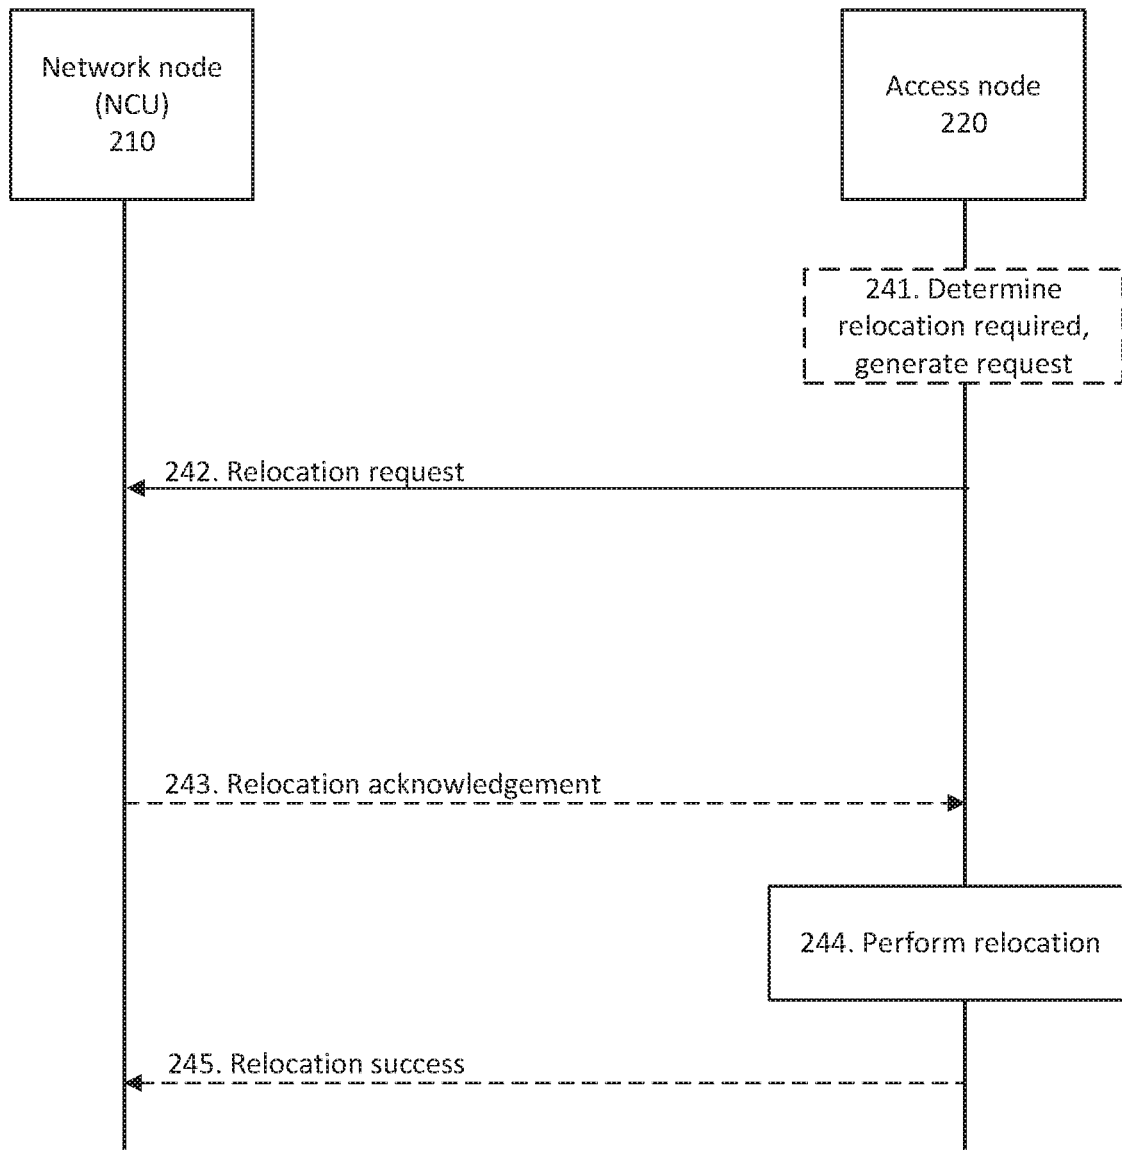 Network node
(NCU)
210
Access node
220
241. Determine
relocation required,
generate request
242. Relocation request
243. Relocation acknowledgement
244. Perform relocation
245. Relocation success